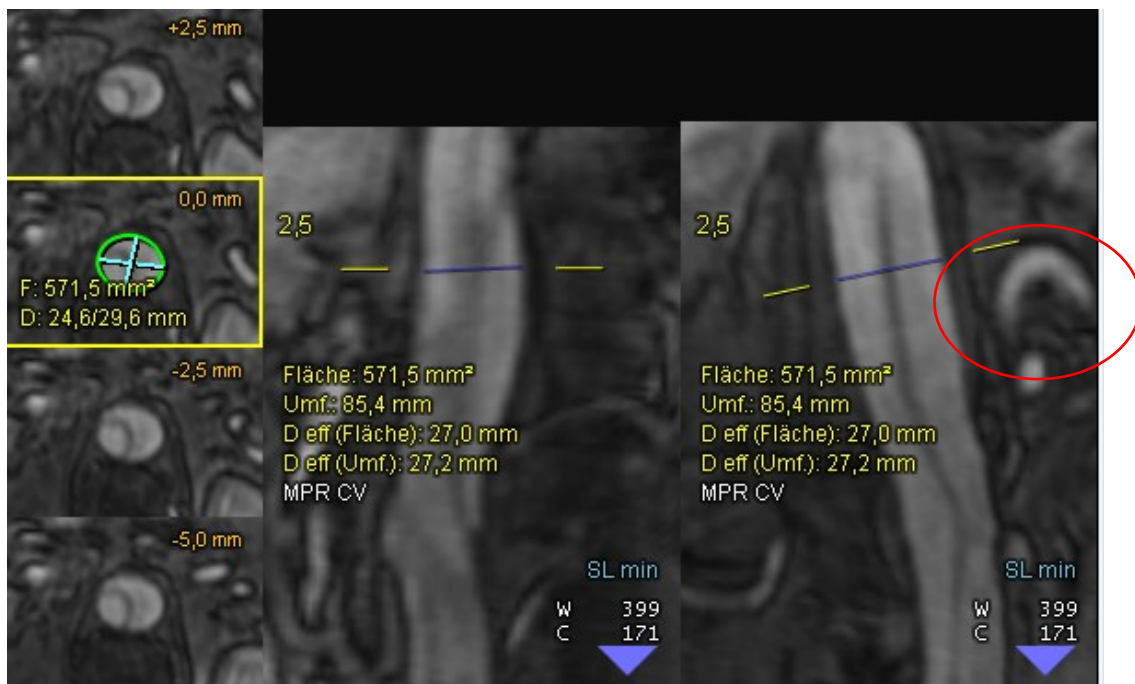 +2,5 mm
0,0 mm
F: 571,5 mm²
D: 24,6/29,6 mm
-2,5 mm
-5,0 mm
2,5
Fläche: 571,5 mm²
Umf.: 85,4 mm
D eff (Fläche): 27,0 mm
D eff (Umf.): 27,2 mm
MPR CV
SL min
W 399
C 171
2,5
Fläche: 571,5 mm²
Umf.: 85,4 mm
D eff (Fläche): 27,0 mm
D eff (Umf.): 27,2 mm
MPR CV
SL min
W 399
C 171